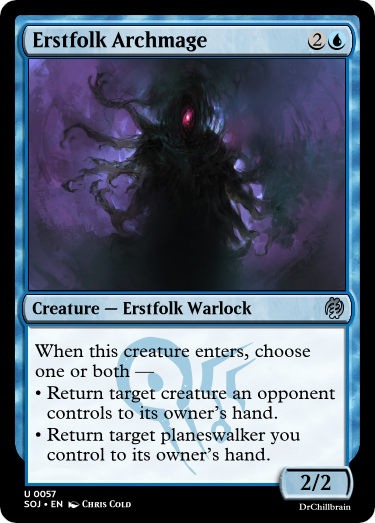 Erstfolk Archmage 2
Creature — Erstfolk Warlock
When this creature enters, choose
one or both —
• Return target creature an opponent
controls to its owner's hand.
• Return target planeswalker you
control to its owner's hand.
2/2
U 0057
SOJ • EN Chris Cold
DrChillbrain